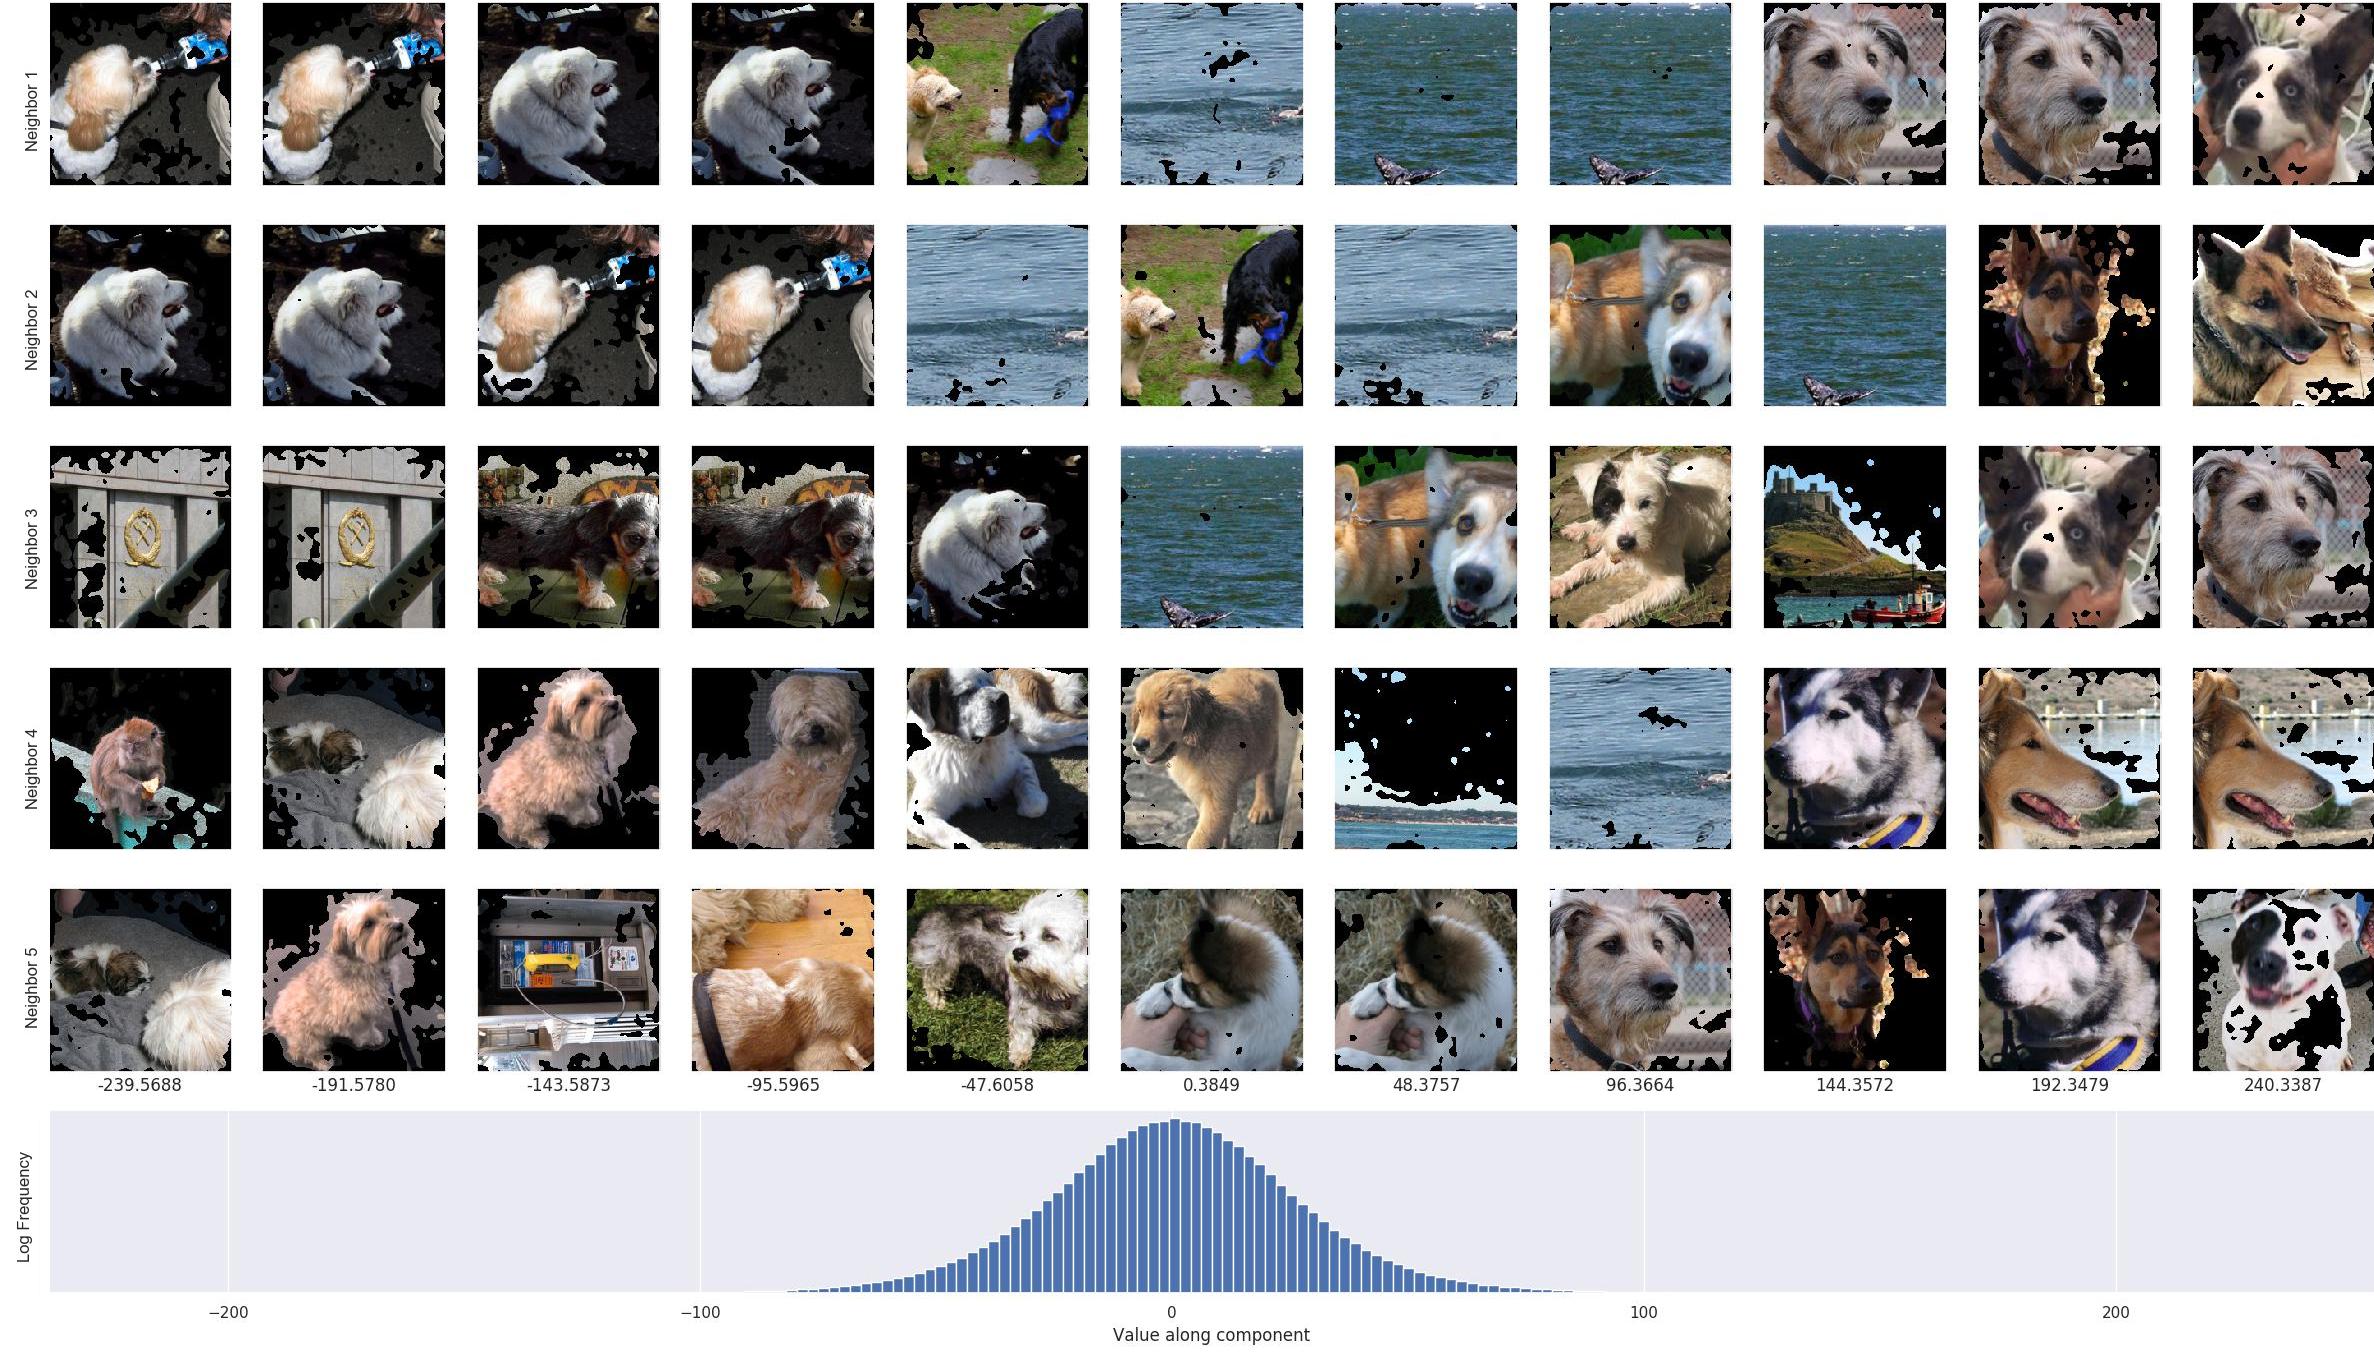 Neighbor 1
Neighbor 2
Neighbor 3
Neighbor 4
Neighbor 5
-239.5688 -191.5780 -143.5873 -95.5965 -47.6058 0.3849 48.3757 96.3664 144.3572 192.3479 240.3387
Log Frequency
−200 −100 0 100 200
Value along component